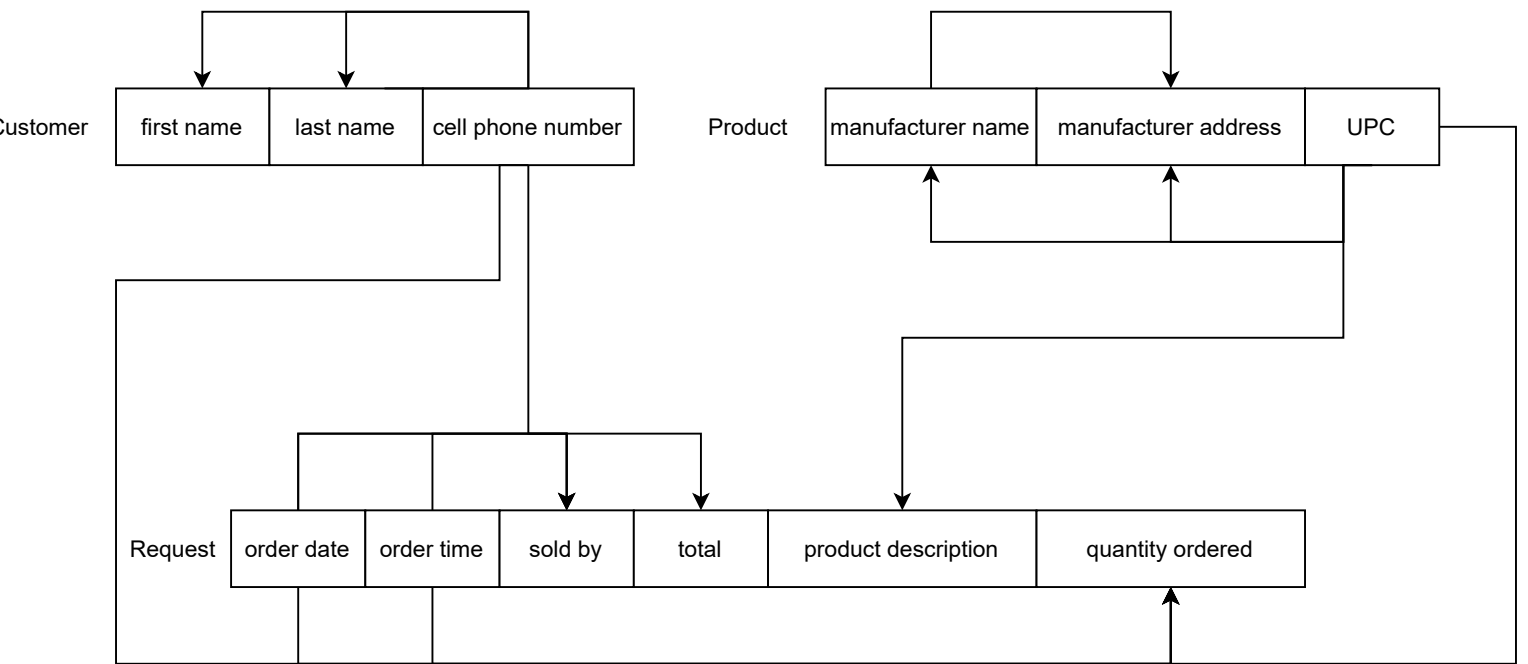 Customer
first name
last name
cell phone number
Product
manufacturer name
manufacturer address
UPC
Request
order date
order time
sold by
total
product description
quantity ordered